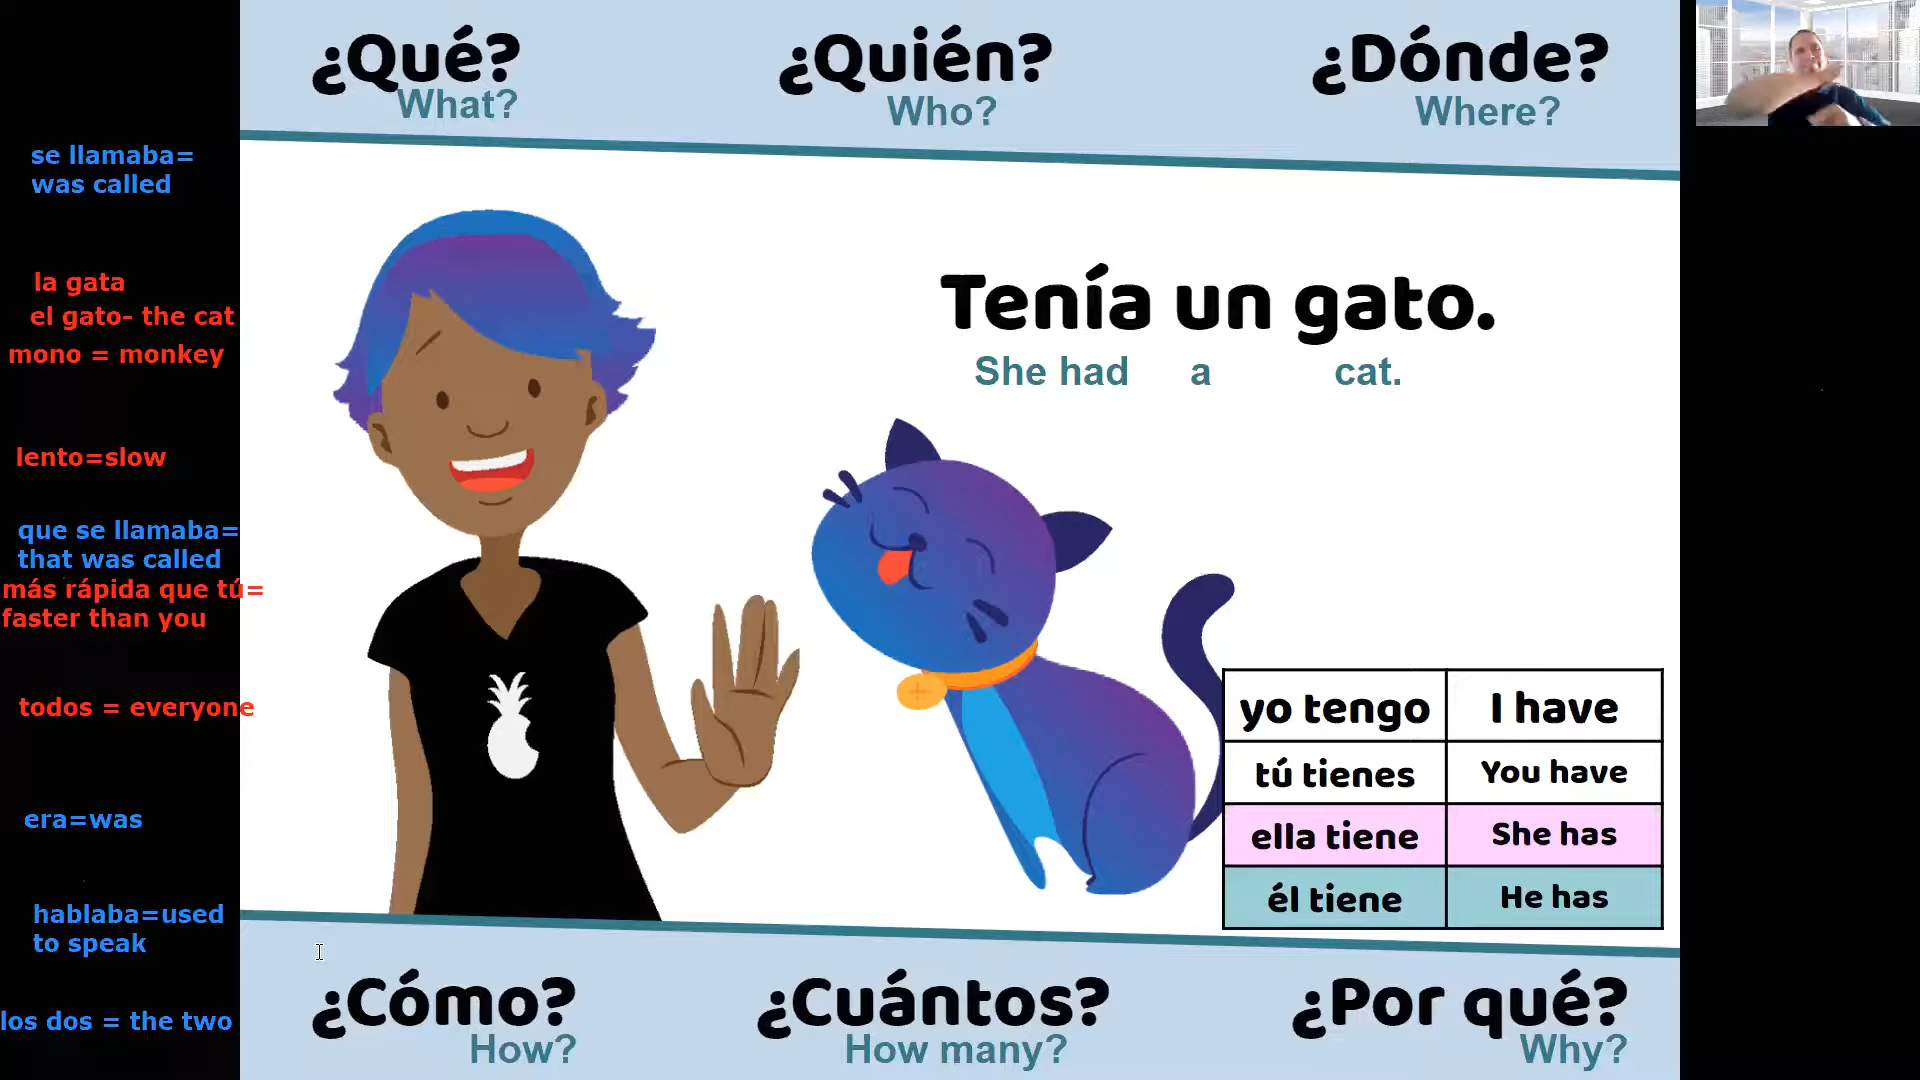 ¿Qué?
What?
¿Quién?
Who?
¿Dónde?
Where?
se llamaba=
was called
la gata
el gato- the cat
mono = monkey
lento=slow
que se llamaba=
that was called
más rápida que tú=
faster than you
todos = everyone
era=was
hablaba=used
to speak
los dos = the two
Tenía un gato.
She had a cat.
yo tengo I have
tú tienes You have
ella tiene She has
él tiene He has
¿Cómo?
How?
¿Cuántos?
How many?
¿Por qué?
Why?